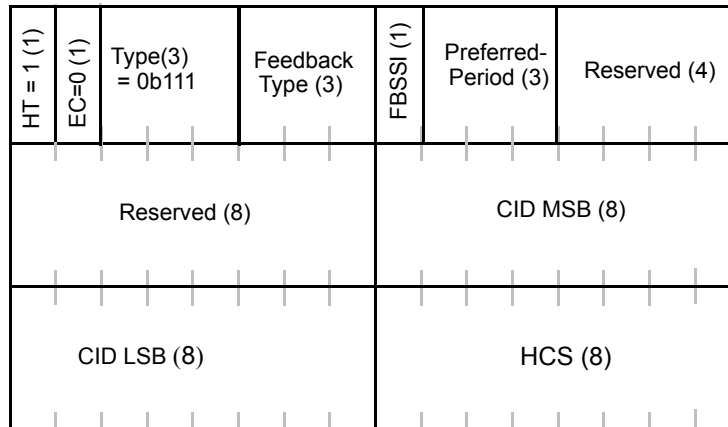 HT = 1 (1)
EC=0 (1)
Type(3)
= 0b111
Feedback
Type (3)
FBSSI (1)
Preferred-
Period (3)
Reserved (4)
Reserved (8)
CID MSB (8)
CID LSB (8)
HCS (8)